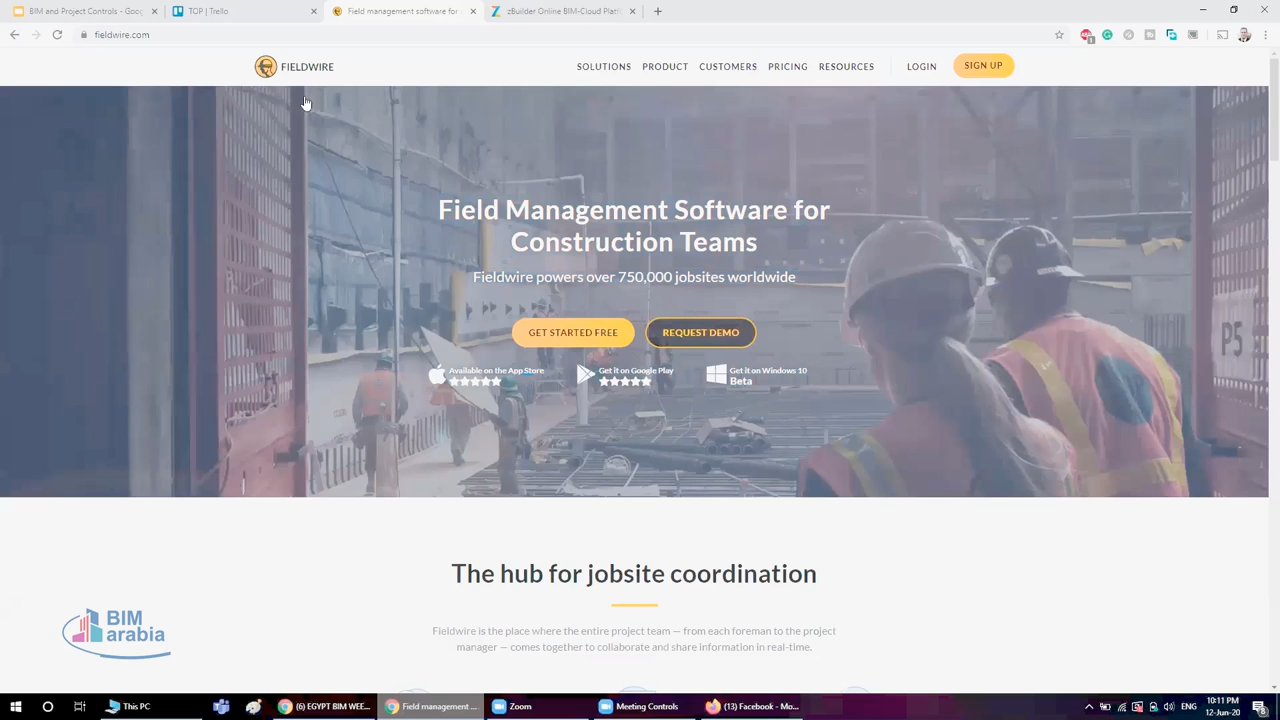 BIM and Project Controls - Goog
TOP | Trello
Field management software for
zBuilder Online BIM-Cloud Platf
fieldwire.com
FIELDWIRE
SOLUTIONS PRODUCT CUSTOMERS PRICING RESOURCES LOGIN SIGN UP
Field Management Software for
Construction Teams
Fieldwire powers over 750,000 jobsites worldwide
GET STARTED FREE
REQUEST DEMO
Available on the App Store
Get it on Google Play
Get it on Windows 10
Beta
The hub for jobsite coordination
Fieldwire is the place where the entire project team — from each foreman to the project
manager — comes together to collaborate and share information in real-time.
BIM
arabia
This PC
(6) EGYPT BIM WEE...
Field management ...
Zoom
Meeting Controls
(13) Facebook - Mo...
ENG
10:11 PM
12-Jun-20